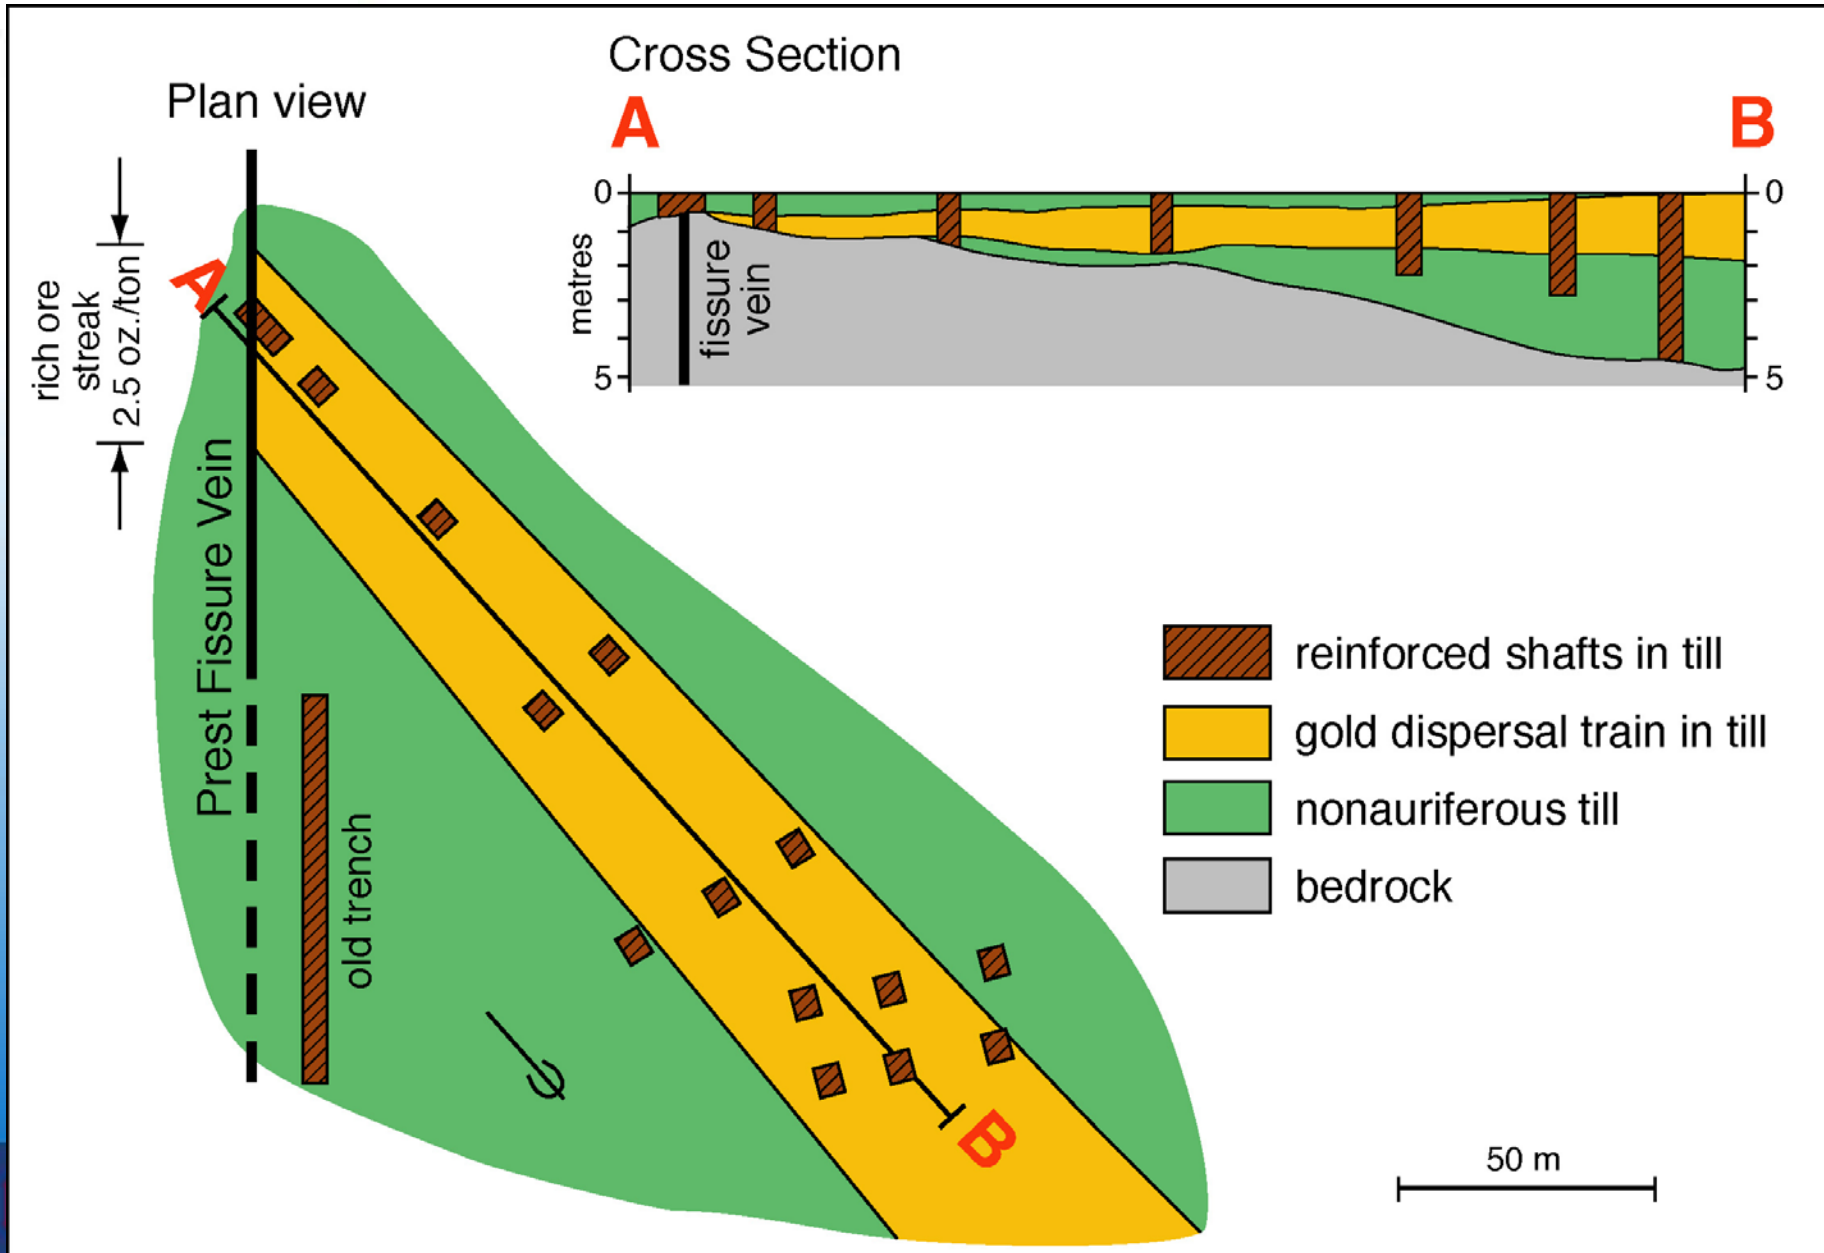 Cross Section
Plan view
A
B
0
0
metres
5
5
fissure
vein
A
rich ore
streak
2.5 oz./ton
Prest Fissure Vein
old trench
B
reinforced shafts in till
gold dispersal train in till
nonauriferous till
bedrock
50 m